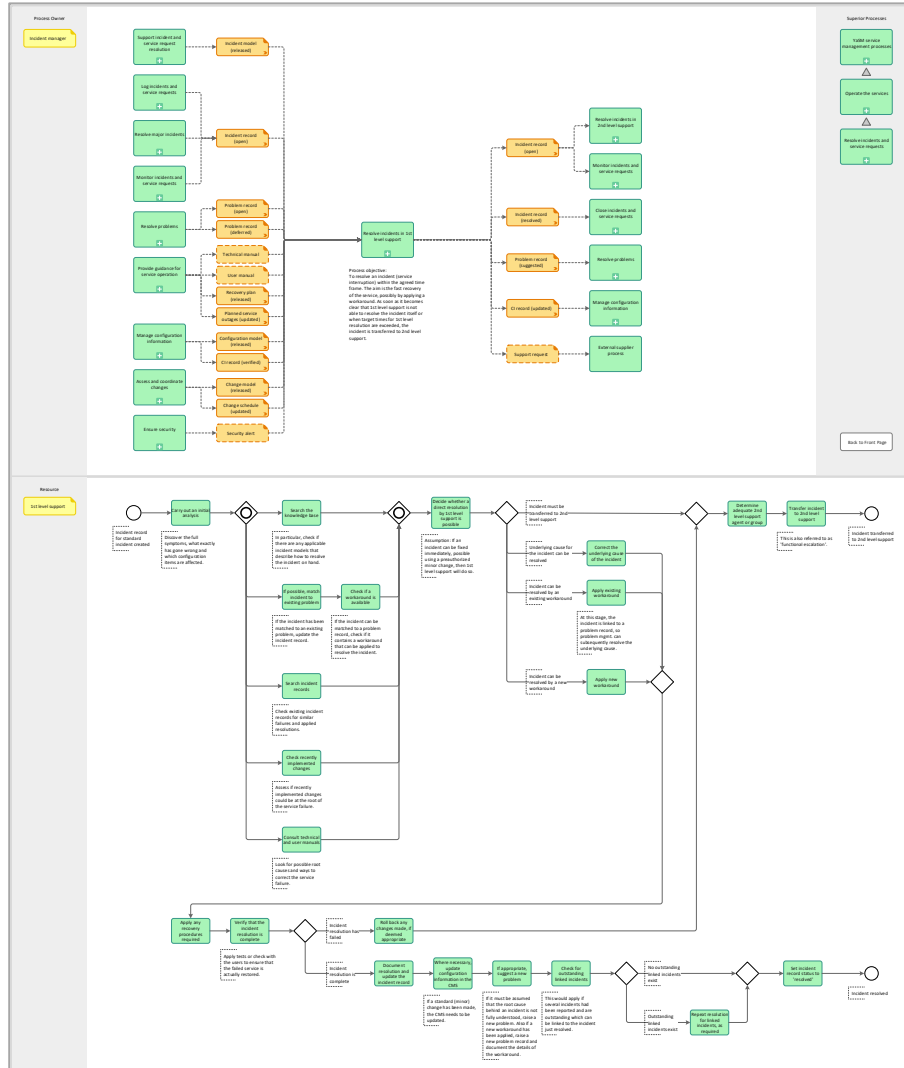 Process Owner
Incident manager
Superior Processes
Support incident and
service request
resolution
Incident model
(released)
YaSM service
management processes
Log incidents and
service requests
Operate the services
Resolve major incidents
Incident record
(open)
Resolve incidents and
service requests
Monitor incidents and
service requests
Resolve problems
Problem record
(open)
Problem record
(deferred)
Provide guidance for
service operation
Technical manual
User manual
Recovery plan
(released)
Planned service
outages (updated)
Manage configuration
information
Configuration model
(released)
CI record (verified)
Assess and coordinate
changes
Change model
(released)
Change schedule
(updated)
Ensure security
Security alert
Resolve incidents in 1st
level support
Process objective:
To resolve an incident (service
interruption) within the agreed time
frame. The aim is the fast recovery
of the service, possibly by applying a
workaround. As soon as it becomes
clear that 1st level support is not
able to resolve the incident itself or
when target times for 1st level
resolution are exceeded, the
incident is transferred to 2nd level
support.
Incident record
(open)
Resolve incidents in
2nd level support
Monitor incidents and
service requests
Incident record
(resolved)
Close incidents and
service requests
Problem record
(suggested)
Resolve problems
CI record (updated)
Manage configuration
information
Support request
External supplier
process
Back to Front Page
Resource
1st level support
Incident record
for standard
incident created
Carry out an initial
analysis
Discover the full
symptoms, what exactly
has gone wrong and
which configuration
items are affected.
Search the
knowledge base
In particular, check if
there are any applicable
incident models that
describe how to resolve
the incident on hand.
If possible, match
incident to
existing problem
If the incident has been
matched to an existing
problem, update the
incident record.
Check if a
workaround is
available
If the incident can be
matched to a problem
record, check if it
contains a workaround
that can be applied to
resolve the incident.
Search incident
records
Check existing incident
records for similar
failures and applied
resolutions.
Check recently
implemented
changes
Assess if recently
implemented changes
could be at the root of
the service failure.
Consult technical
and user manuals
Look for possible root
causes and ways to
correct the service
failure.
Decide whether a
direct resolution
by 1st level
support is
possible
Assumption: If an
incident can be fixed
immediately, possible
using a preauthorized
minor change, then 1st
level support will do so.
Incident must be
transferred to 2nd
level support
Underlying cause for
the incident can be
resolved
Correct the
underlying cause
of the incident
Incident can be
resolved by an
existing workaround
Apply existing
workaround
At this stage, the
incident is linked to a
problem record, so
problem mgmt. can
subsequently resolve the
underlying cause.
Incident can be
resolved by a new
workaround
Apply new
workaround
Determine
adequate 2nd
level support
agent or group
Transfer incident
to 2nd level
support
This is also referred to as
'functional escalation'.
Incident transferred
to 2nd level support
Apply any
recovery
procedures
required
Verify that the
incident
resolution is
complete
Apply tests or check with
the users to ensure that
the failed service is
actually restored.
Incident
resolution has
failed
Roll back any
changes made, if
deemed
appropriate
Incident
resolution is
complete
Document
resolution and
update the
incident record
Where necessary,
update
configuration
information in the
CMS
If a standard (minor)
change has been made,
the CMS needs to be
updated.
If appropriate,
suggest a new
problem
If it must be assumed
that the root cause
behind an incident is not
fully understood, raise a
new problem. Also if a
new workaround has
been applied, raise a
new problem record and
document the details of
the workaround.
Check for
outstanding
linked incidents
This would apply if
several incidents had
been reported and are
outstanding which can
be linked to the incident
just resolved.
No outstanding
linked incidents
exist
Outstanding
linked
incidents exist
Repeat resolution
for linked
incidents, as
required
Set incident
record status to
"resolved"
Incident resolved